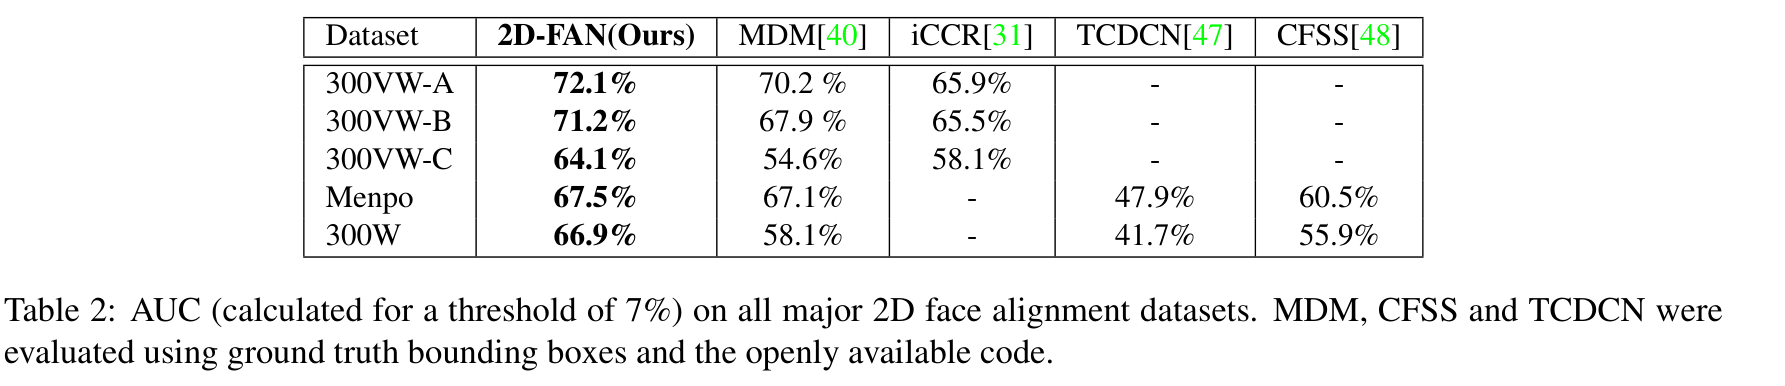 Dataset 2D-FAN(Ours) MDM[40] iCCR[31] TCDCN[47] CFSS[48]
300VW-A 72.1% 70.2 % 65.9% - -
300VW-B 71.2% 67.9 % 65.5% - -
300VW-C 64.1% 54.6% 58.1% - -
Menpo 67.5% 67.1% - 47.9% 60.5%
300W 66.9% 58.1% - 41.7% 55.9%
Table 2: AUC (calculated for a threshold of 7%) on all major 2D face alignment datasets. MDM, CFSS and TCDCN were
evaluated using ground truth bounding boxes and the openly available code.